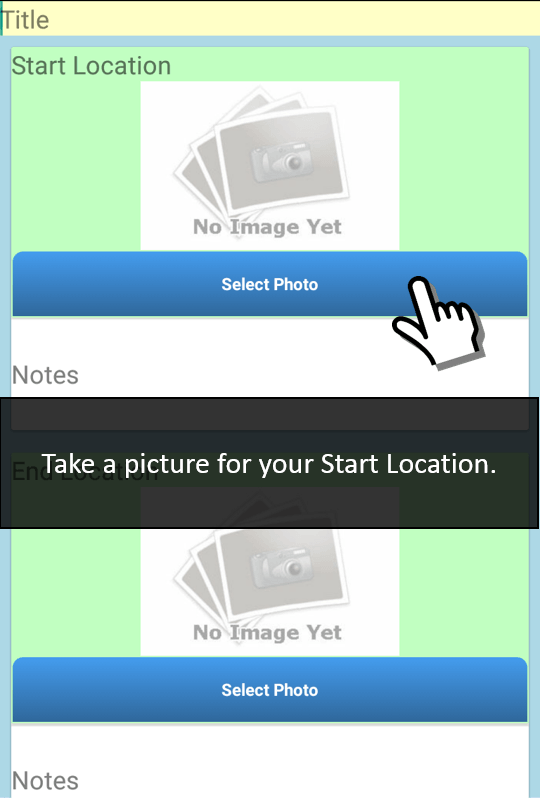 Title
Start Location
No Image Yet
Select Photo
Notes
Take a picture for your Start Location.
End Location
No Image Yet
Select Photo
Notes